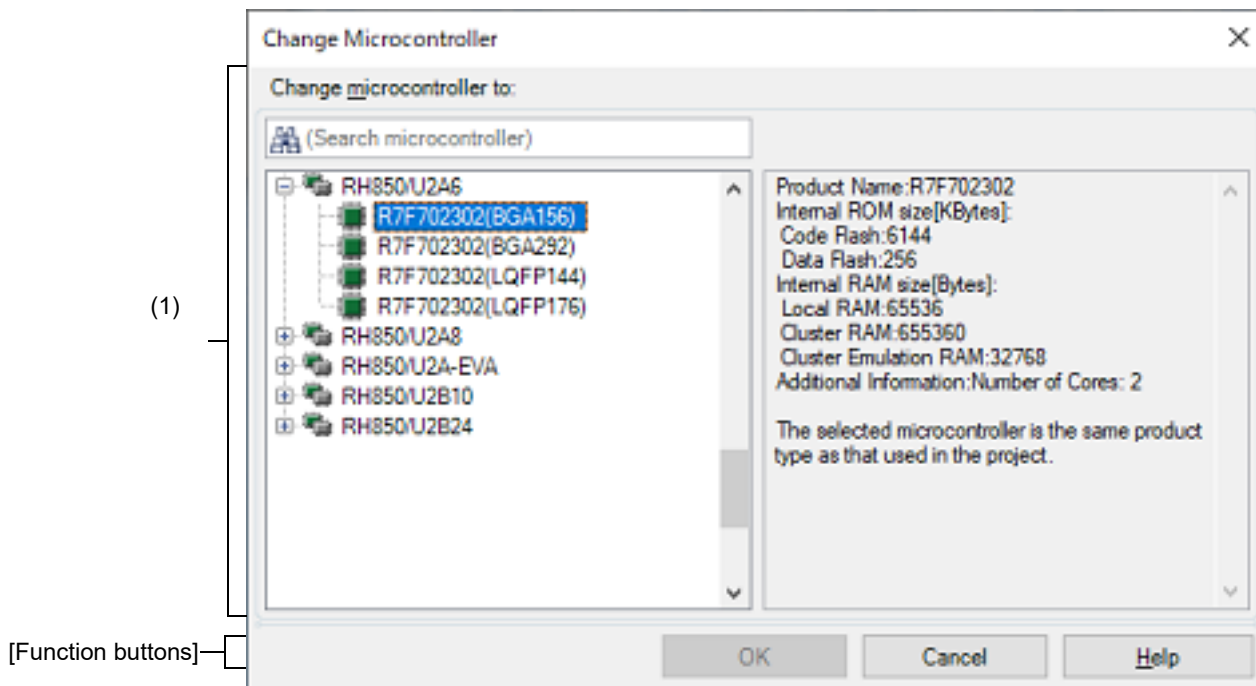 Change Microcontroller
Change microcontroller to:
(Search microcontroller)
RH850/U2A6
R7F702302(BGA156)
R7F702302(BGA292)
R7F702302(LQFP144)
R7F702302(LQFP176)
RH850/U2A8
RH850/U2A-EVA
RH850/U2B10
RH850/U2B24
Product Name:R7F702302
Internal ROM size[KBytes]:
Code Flash:6144
Data Flash:256
Internal RAM size[Bytes]:
Local RAM:65536
Cluster RAM:655360
Cluster Emulation RAM:32768
Additional Information:Number of Cores: 2
The selected microcontroller is the same product
type as that used in the project.
(1)
[Function buttons]
OK
Cancel
Help